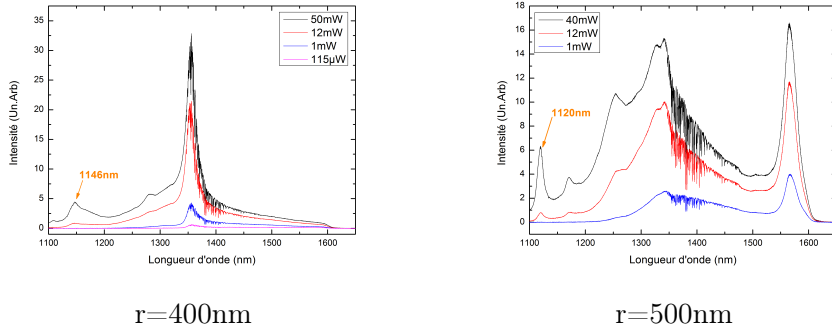 50mW
12mW
1mW
115µW
Intensité (Un.Arb)
35
30
25
20
15
10
5
0
1146nm
1100 1200 1300 1400 1500 1600
Longueur d'onde (nm)
r=400nm
40mW
12mW
1mW
Intensité (Un.Arb)
18
16
14
12
10
8
6
4
2
0
1120nm
1100 1200 1300 1400 1500 1600
Longueur d'onde (nm)
r=500nm